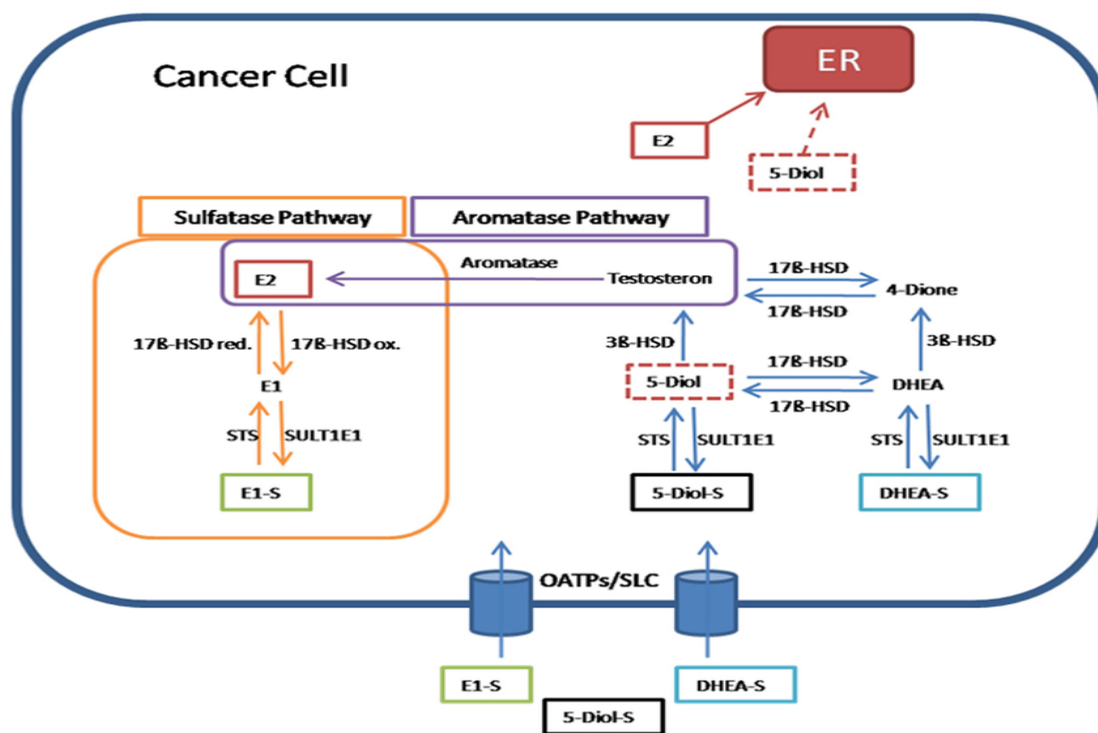 ER
Cancer Cell
E2
5-Diol
Sulfatase Pathway
Aromatase Pathway
Aromatase
E2
Testosteron
17ß-HSD
4-Dione
17ß-HSD
17ß-HSD red.
17ß-HSD ox.
3ß-HSD
3ß-HSD
17ß-HSD
E1
5-Diol
DHEA
17ß-HSD
STS
SULT1E1
STS
SULT1E1
STS
SULT1E1
E1-S
5-Diol-S
DHEA-S
OATPs/SLC
E1-S
DHEA-S
5-Diol-S